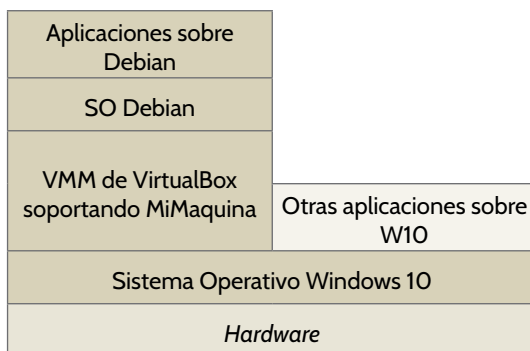 Aplicaciones sobre
Debian
SO Debian
VMM de VirtualBox
soportando MiMaquina
Otras aplicaciones sobre
W10
Sistema Operativo Windows 10
Hardware